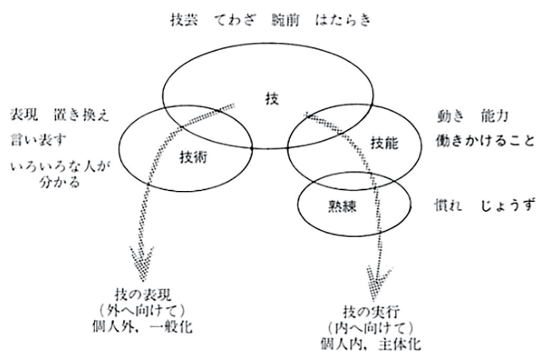 技芸 てわざ 腕前 はたらき
技
表現 置き換え
言い表す
いろいろな人が
分かる
技術
技能
動き 能力
働きかけること
熟練
慣れ じょうず
技の表現
(外へ向けて)
個人外,一般化
技の実行
(内へ向けて)
個人内,主体化